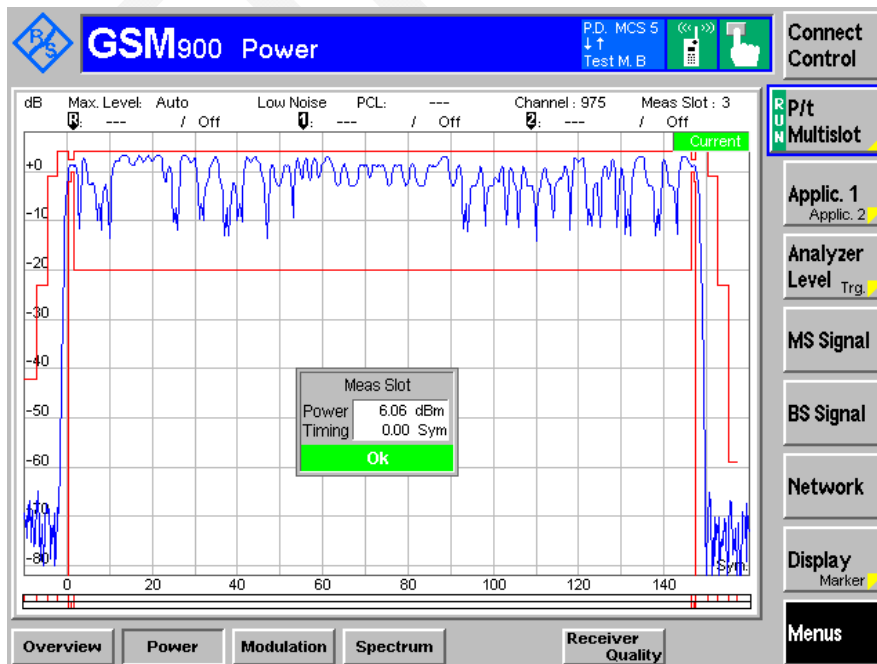 R&S
GSM900 Power
P.D. MCS 5
↓↑
Test M. B
Connect
Control
dB Max. Level: Auto Low Noise PCL: --- Channel : 975 Meas Slot : 3
R: --- / Off 1: --- / Off 2: --- / Off
RUN
P/t
Multislot
Current
+0
-10
-20
-30
-40
-50
-60
-70
-80
Applic. 1
Applic. 2
Analyzer
Level Trg.
MS Signal
Meas Slot
Power 6.06 dBm
Timing 0.00 Sym
Ok
BS Signal
Network
Sym.
0 20 40 60 80 100 120 140
Display
Marker
Menus
Overview Power Modulation Spectrum Receiver
Quality